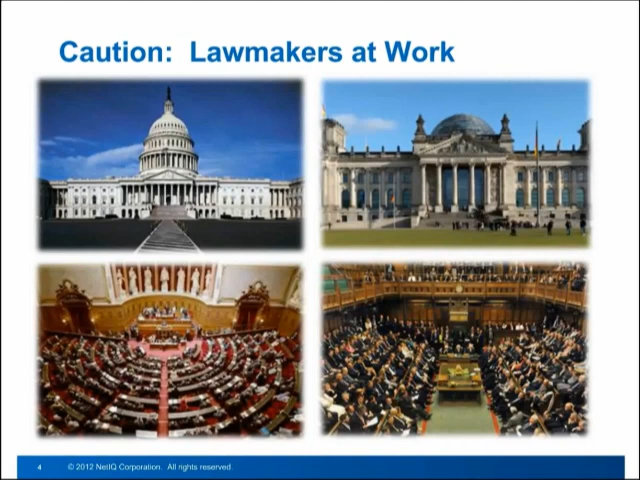 Caution: Lawmakers at Work
4 © 2012 NetIQ Corporation. All rights reserved.